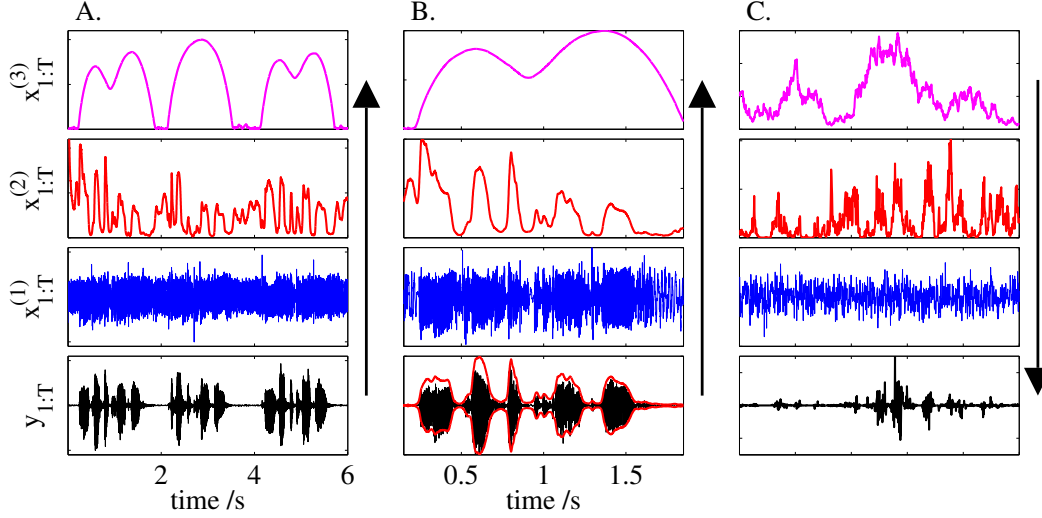 A. B. C.
x(3)1:T
x(2)1:T
x(1)1:T
y1:T
2 4 6 0.5 1 1.5
time /s time /s